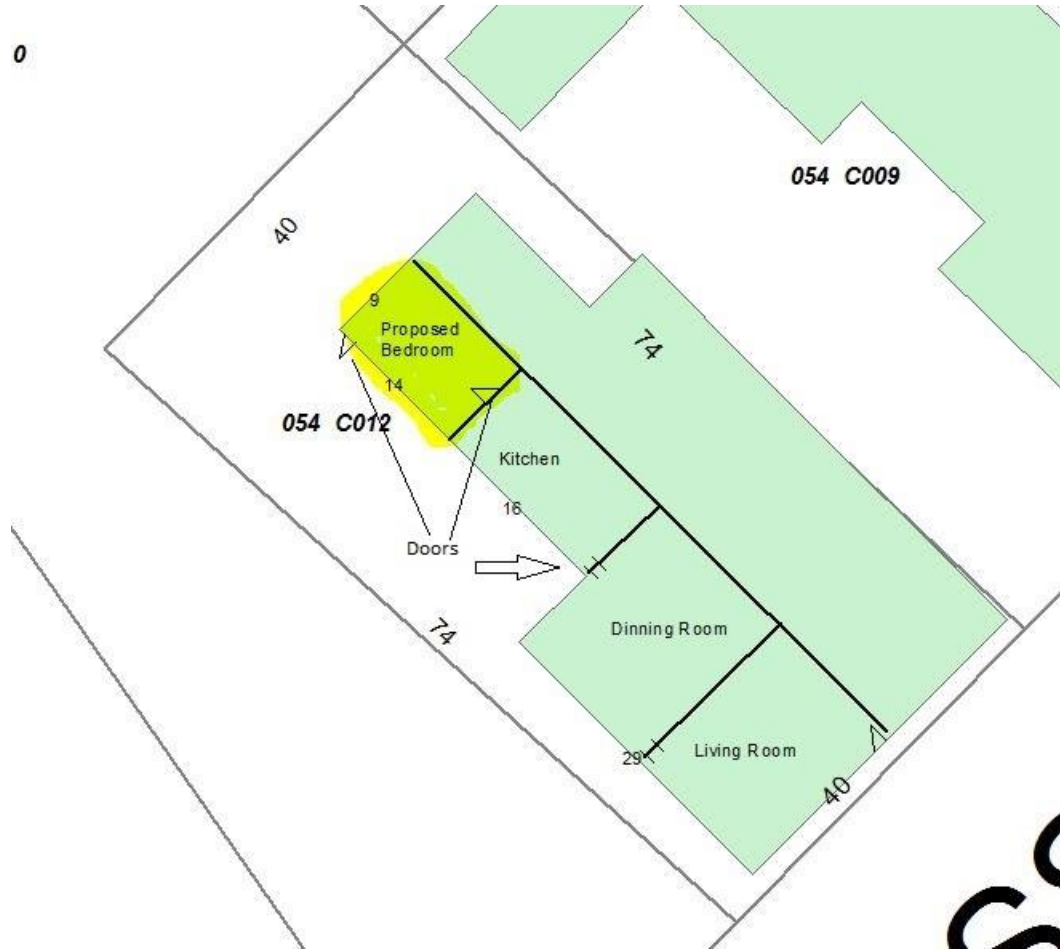 0
054 C009
40
9
Proposed
Bedroom
74
14
054 C012
Kitchen
16
Doors
Dinning Room
74
Living Room
29
40
SS